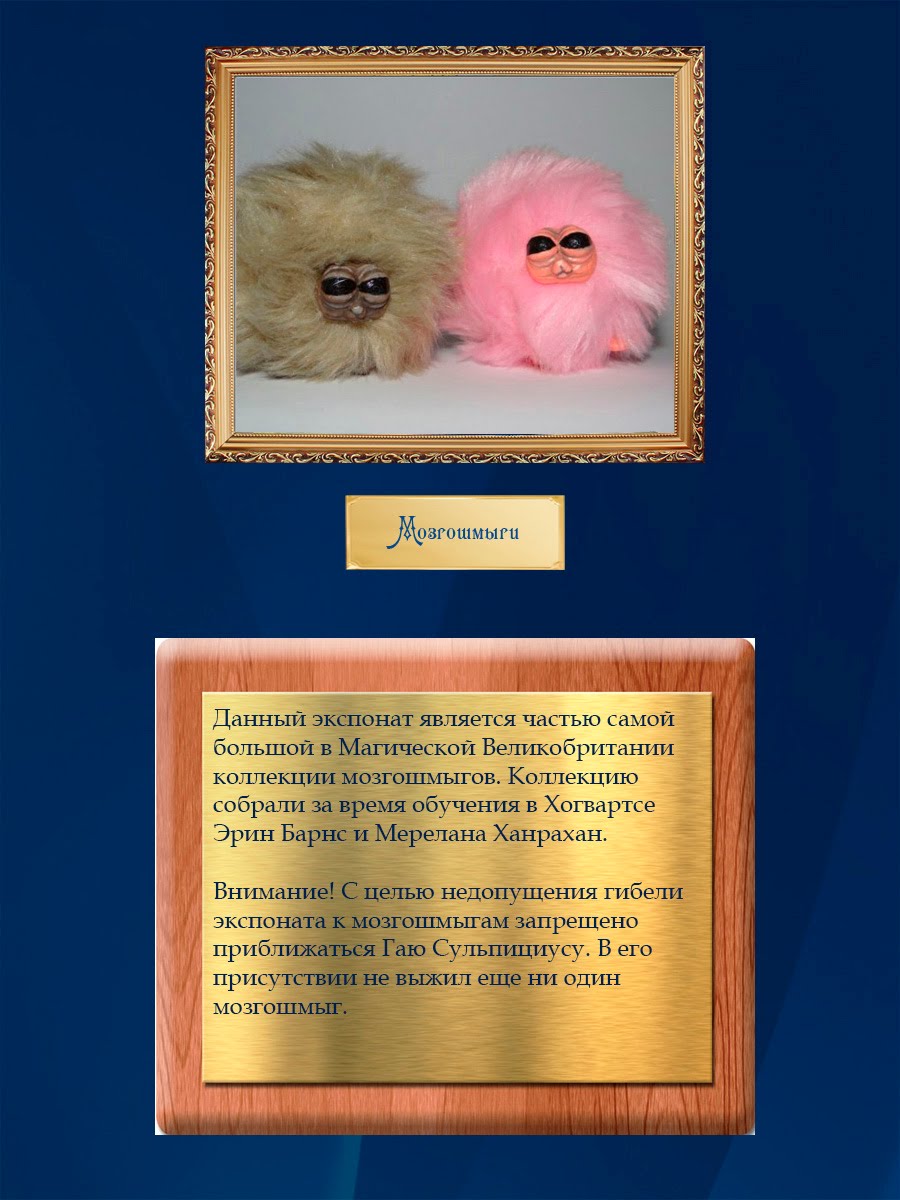 Мозгошмыги
Данный экспонат является частью самой
большой в Магической Великобритании
коллекции мозгошмыгов. Коллекцию
собрали за время обучения в Хогвартсе
Эрин Барнс и Мерелана Ханрахан.
Внимание! С целью недопущения гибели
экспоната к мозгошмыгам запрещено
приближаться Гаю Сульпициусу. В его
присутствии не выжил еще ни один
мозгошмыг.